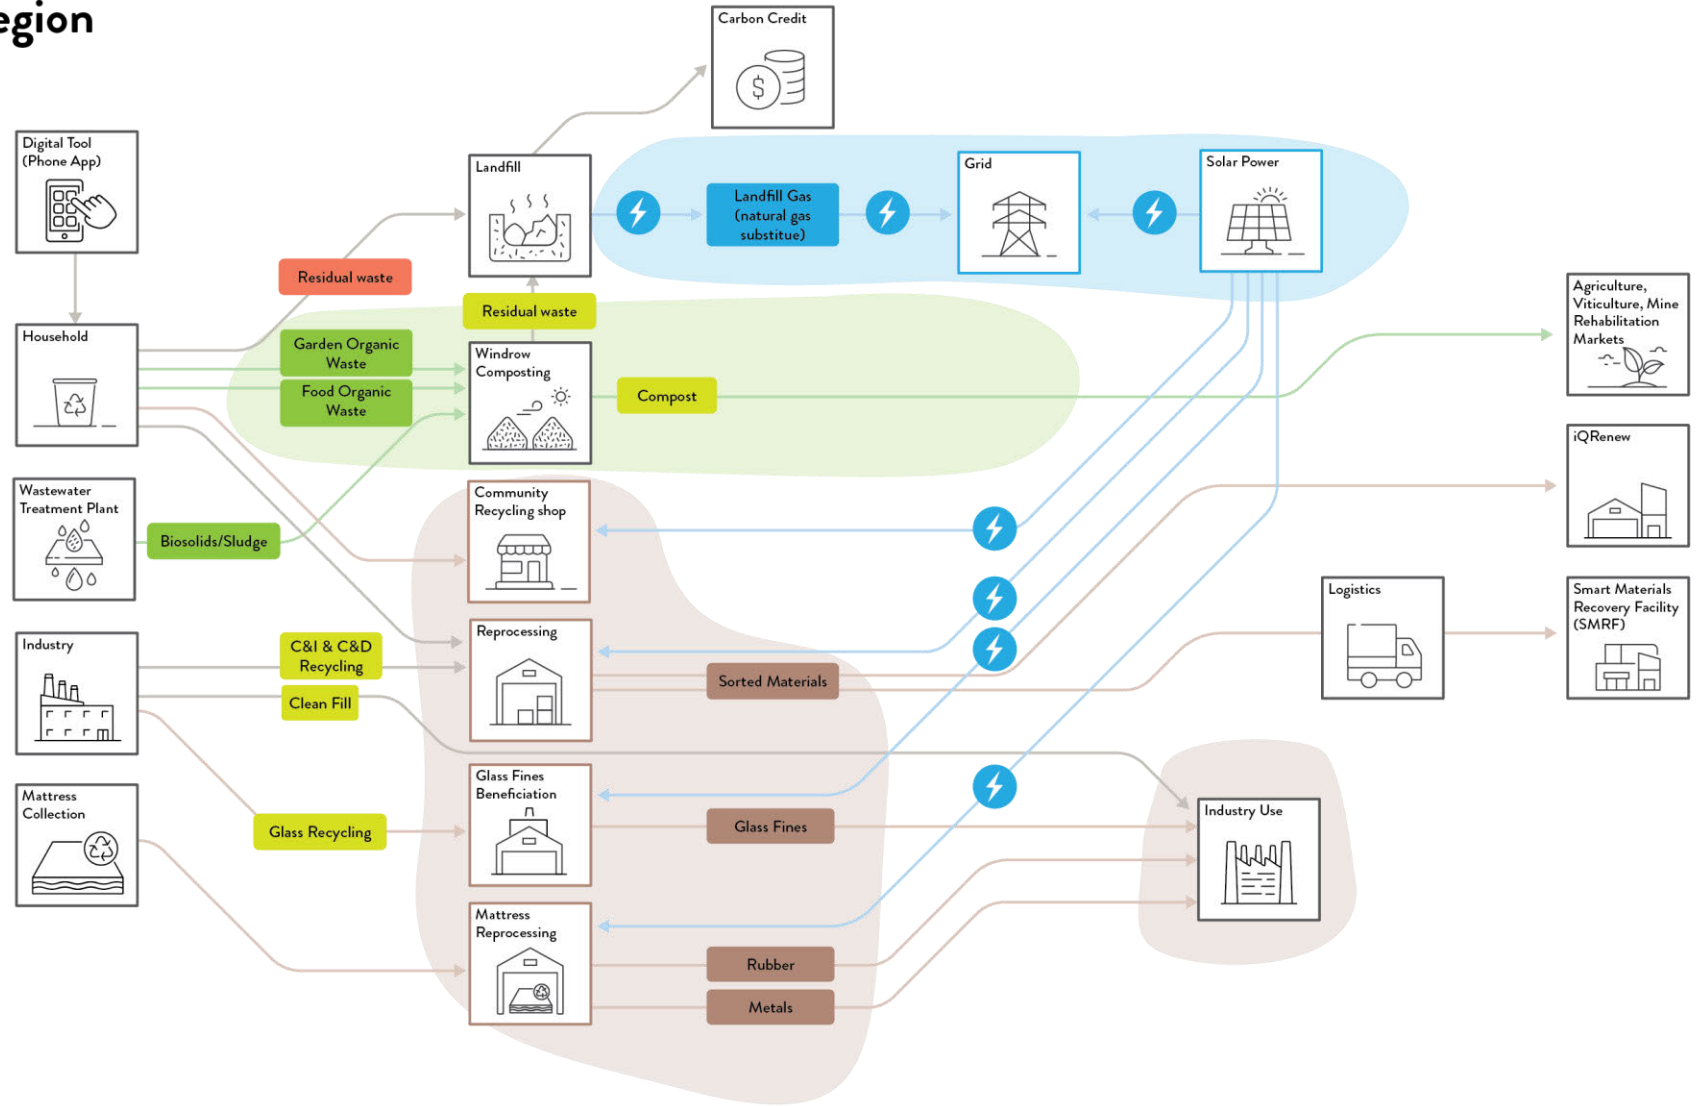 egion
Carbon Credit
$
Digital Tool
(Phone App)
Landfill
Landfill Gas
(natural gas
substitue)
Grid
Solar Power
Residual waste
Residual waste
Household
Garden Organic
Waste
Food Organic
Waste
Windrow
Composting
Compost
Agriculture,
Viticulture, Mine
Rehabilitation
Markets
iQRenew
Wastewater
Treatment Plant
Biosolids/Sludge
Community
Recycling shop
Logistics
Smart Materials
Recovery Facility
(SMRF)
Industry
C&I & C&D
Recycling
Clean Fill
Reprocessing
Sorted Materials
Mattress
Collection
Glass Recycling
Glass Fines
Beneficiation
Glass Fines
Industry Use
Mattress
Reprocessing
Rubber
Metals